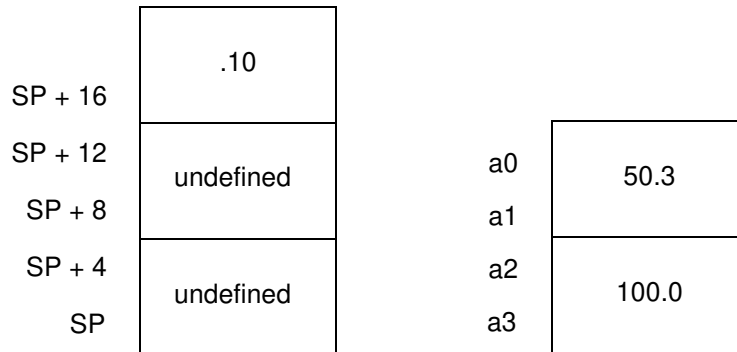 .10
SP + 16
SP + 12
undefined
SP + 8
SP + 4
undefined
SP
a0
50.3
a1
a2
100.0
a3